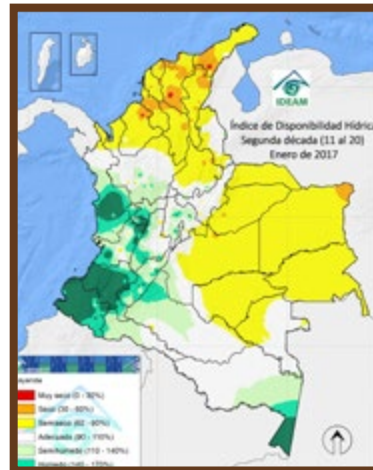 IDEAM
Índice de Disponibilidad Hídrica
Segunda década (11 al 20)
Enero de 2017
Muy seco (0 - 30%)
Seco (30 - 60%)
Semiseco (60 - 90%)
Adecuado (90 - 110%)
Semihúmedo (110 - 140%)
Húmedo (140 - 170%)